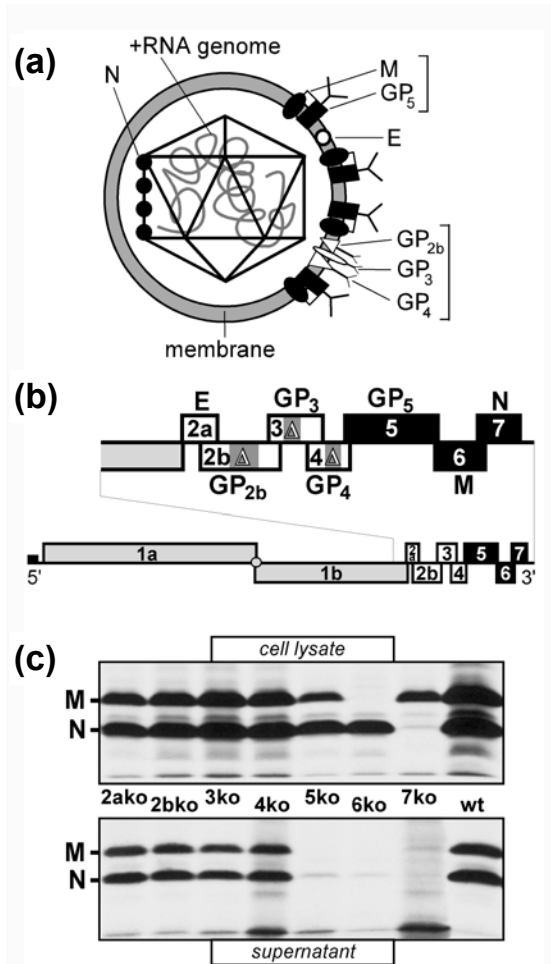 (a)
+RNA genome
N
M
GP5
E
GP2b
GP3
GP4
membrane
(b)
E GP3 GP5 N
2a 3 Δ 5 7
2b Δ 4 Δ 6
GP2b GP4 M
1a 2a 3 5 7
5' 1b 2b 4 6 3'
(c)
cell lysate
M
N
2ako 2bko 3ko 4ko 5ko 6ko 7ko wt
M
N
supernatant